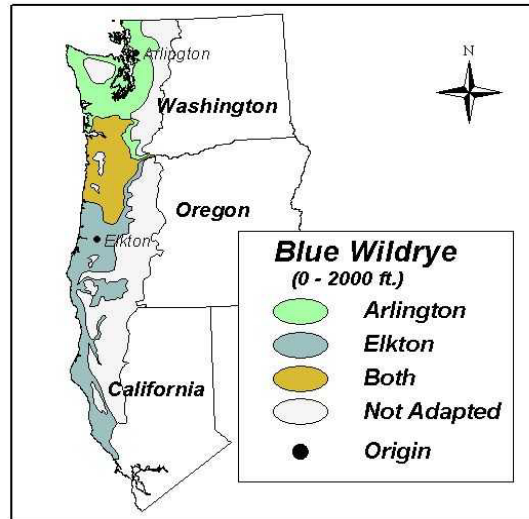 Arlington
N
Washington
Oregon
Elkton
California
Blue Wildrye
(0 - 2000 ft.)
Arlington
Elkton
Both
Not Adapted
Origin